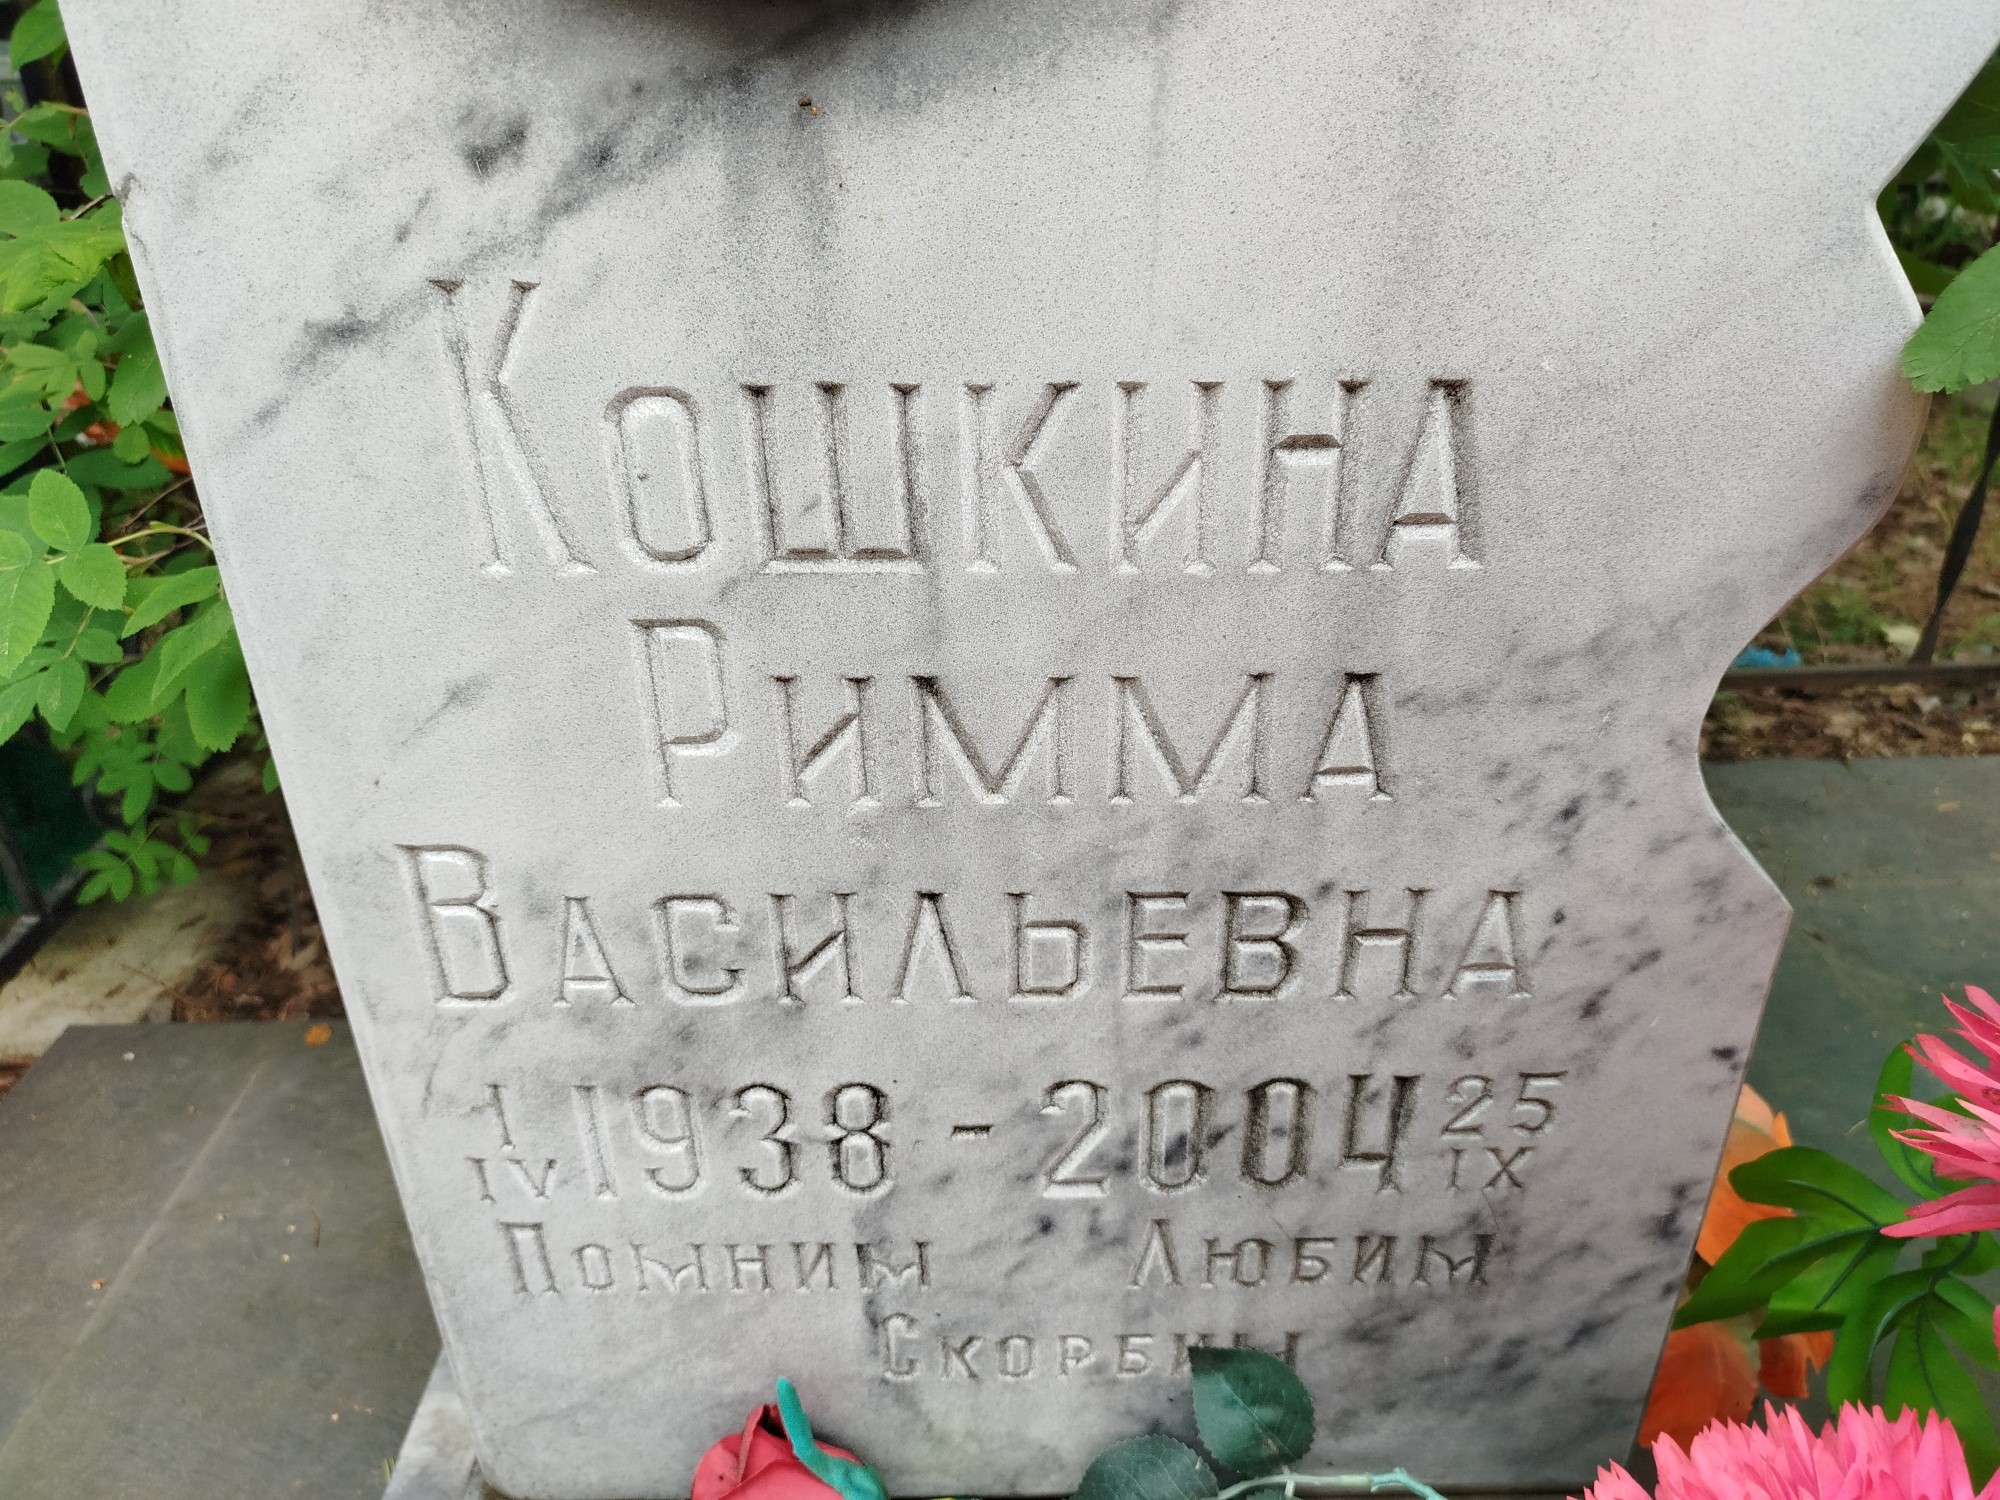 Кошкина
Римма
Васильевна
1/IV 1938 - 2004 25/IX
Помним Любим
Скорбим